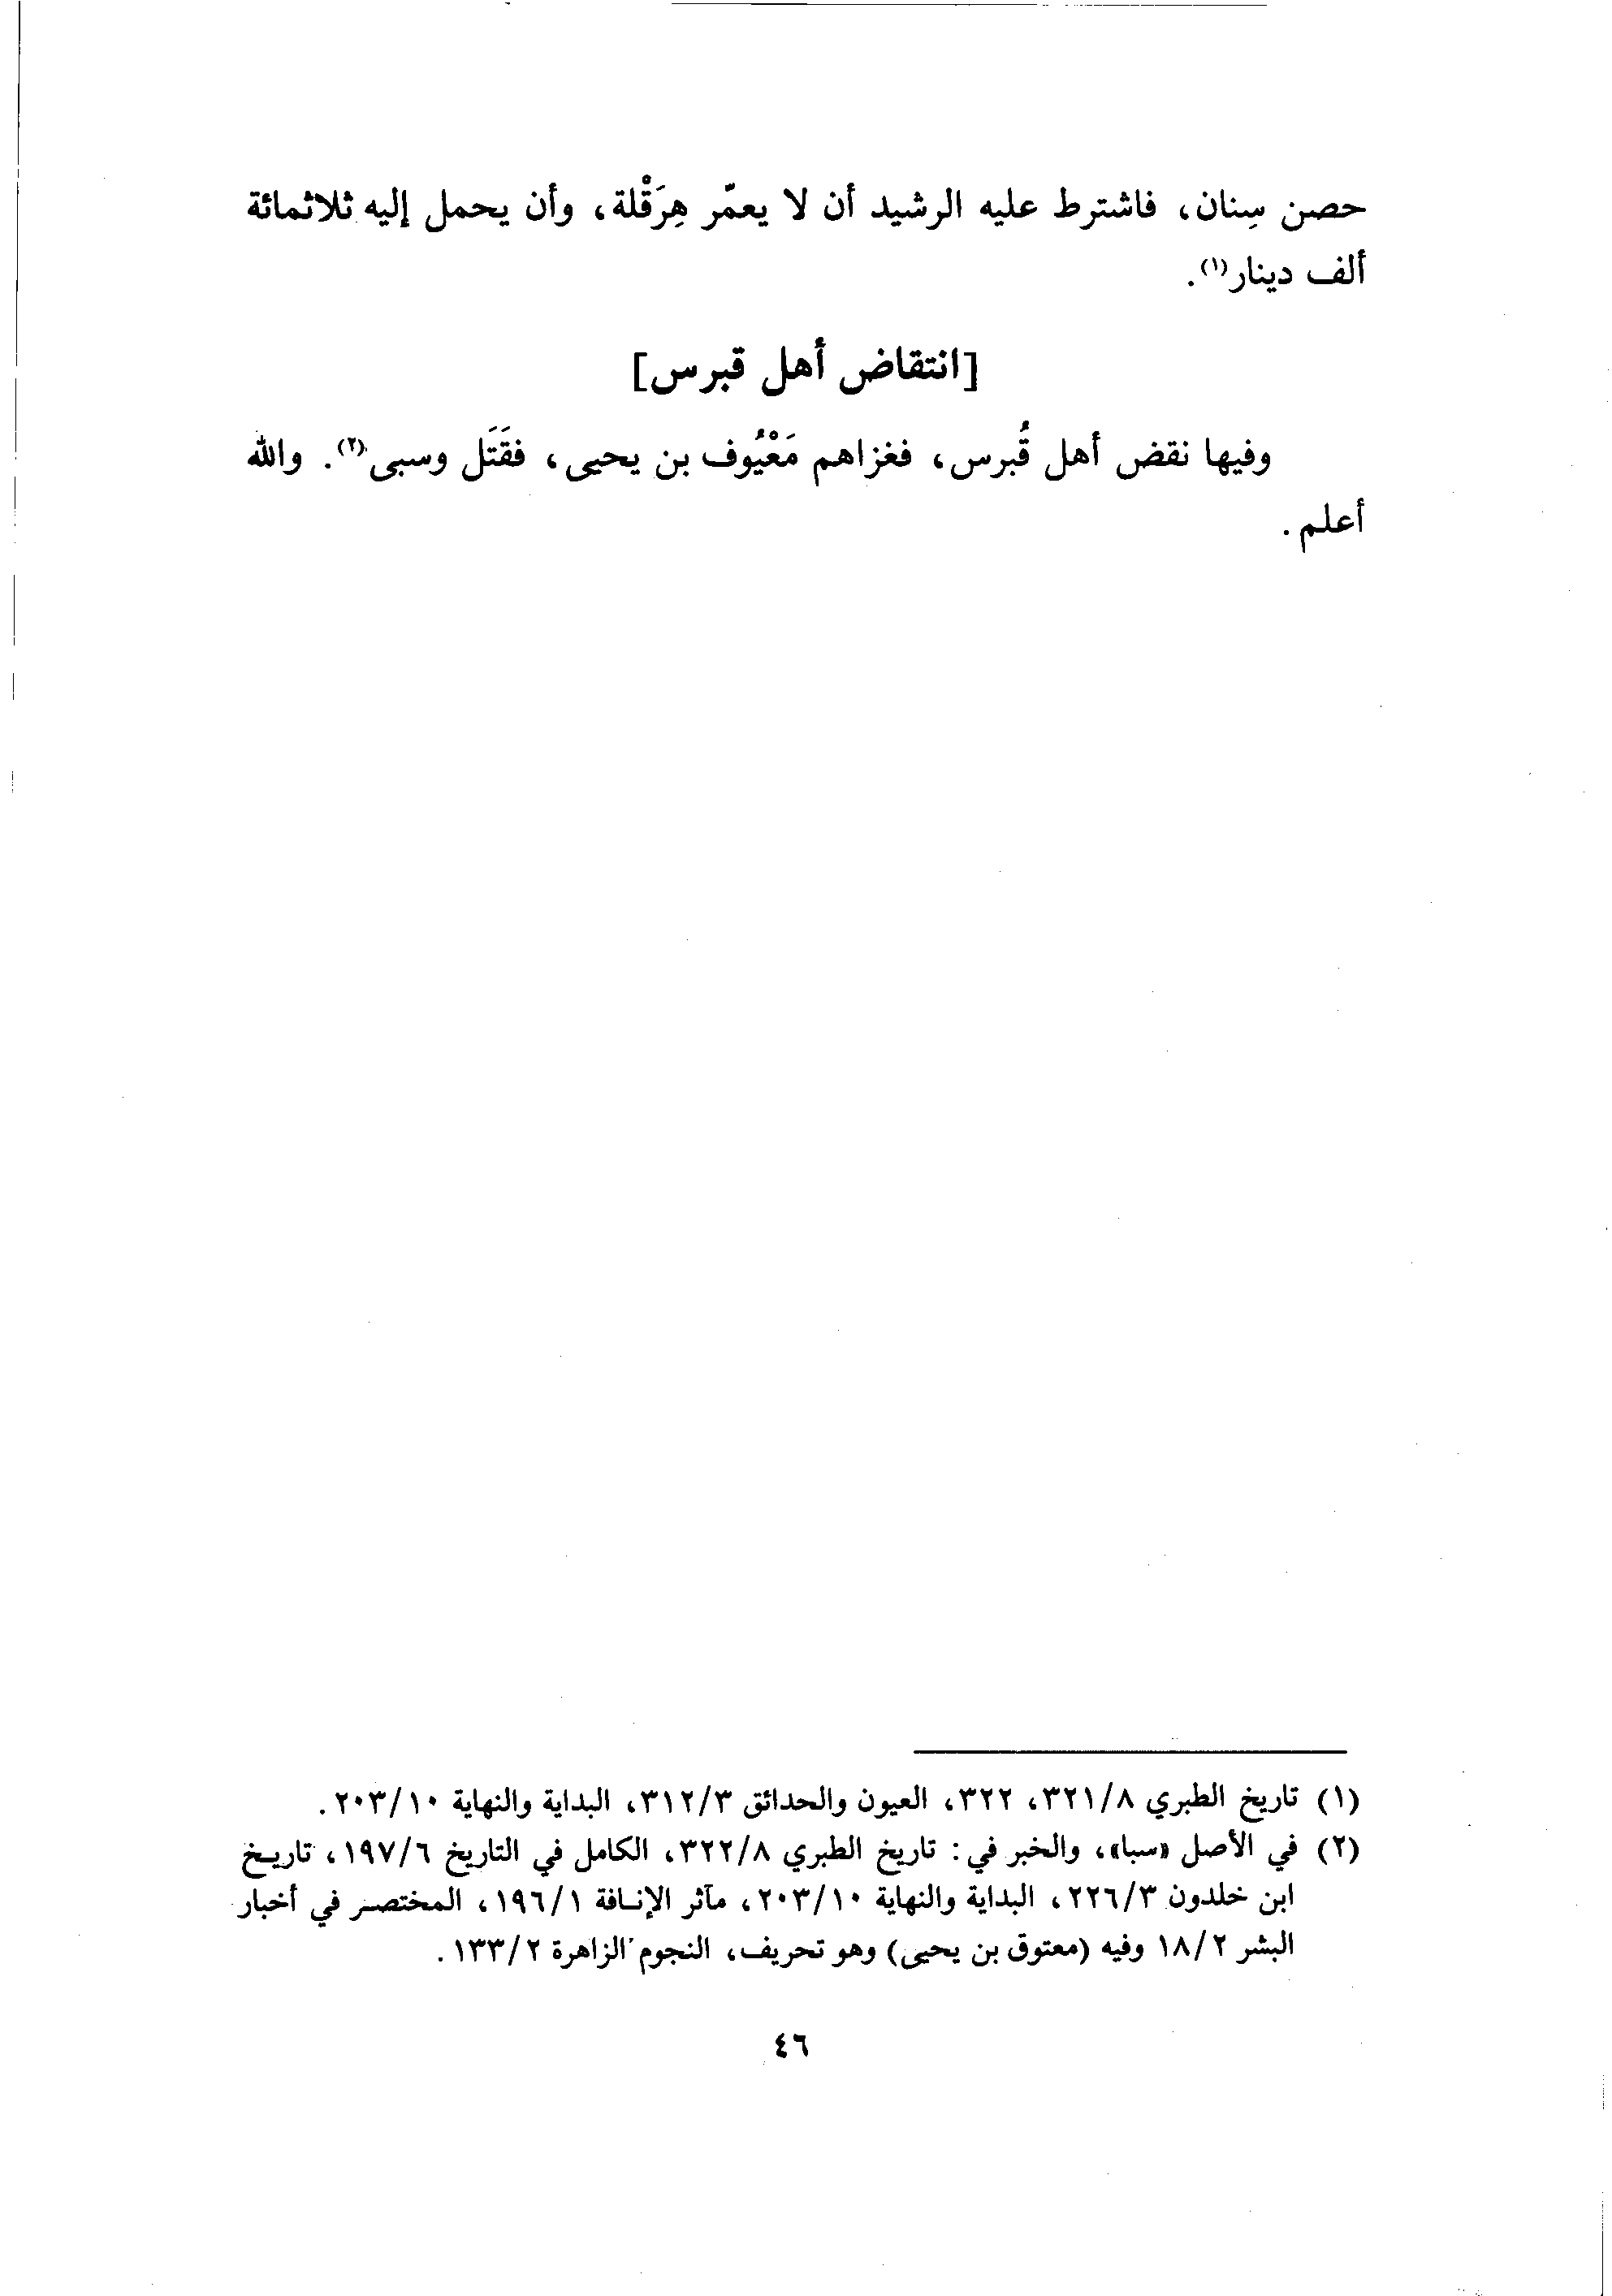 حصن سِنان، فاشترط عليه الرشيد أن لا يعمّر هِرَقْلة، وأن يحمل إليه ثلاثمائة
ألف دينار(١).
[انتقاض أهل قبرس]
وفيها نقض أهل قُبرس، فغزاهم مَعْيُوف بن يحيى، فقَتَل وسبى(٢). والله
أعلم.
(١) تاريخ الطبري ٣٢١/٨، ٣٢٢، العيون والحدائق ٣١٢/٣، البداية والنهاية ٢٠٣/١٠.
(٢) في الأصل «سبا»، والخبر في: تاريخ الطبري ٣٢٢/٨، الكامل في التاريخ ١٩٧/٦، تاريخ
ابن خلدون ٢٢٦/٣، البداية والنهاية ٢٠٣/١٠، مآثر الإنافة ١٩٦/١، المختصر في أخبار
البشر ١٨/٢ وفيه (معتوق بن يحيى) وهو تحريف، النجوم الزاهرة ١٣٣/٢.
٤٦